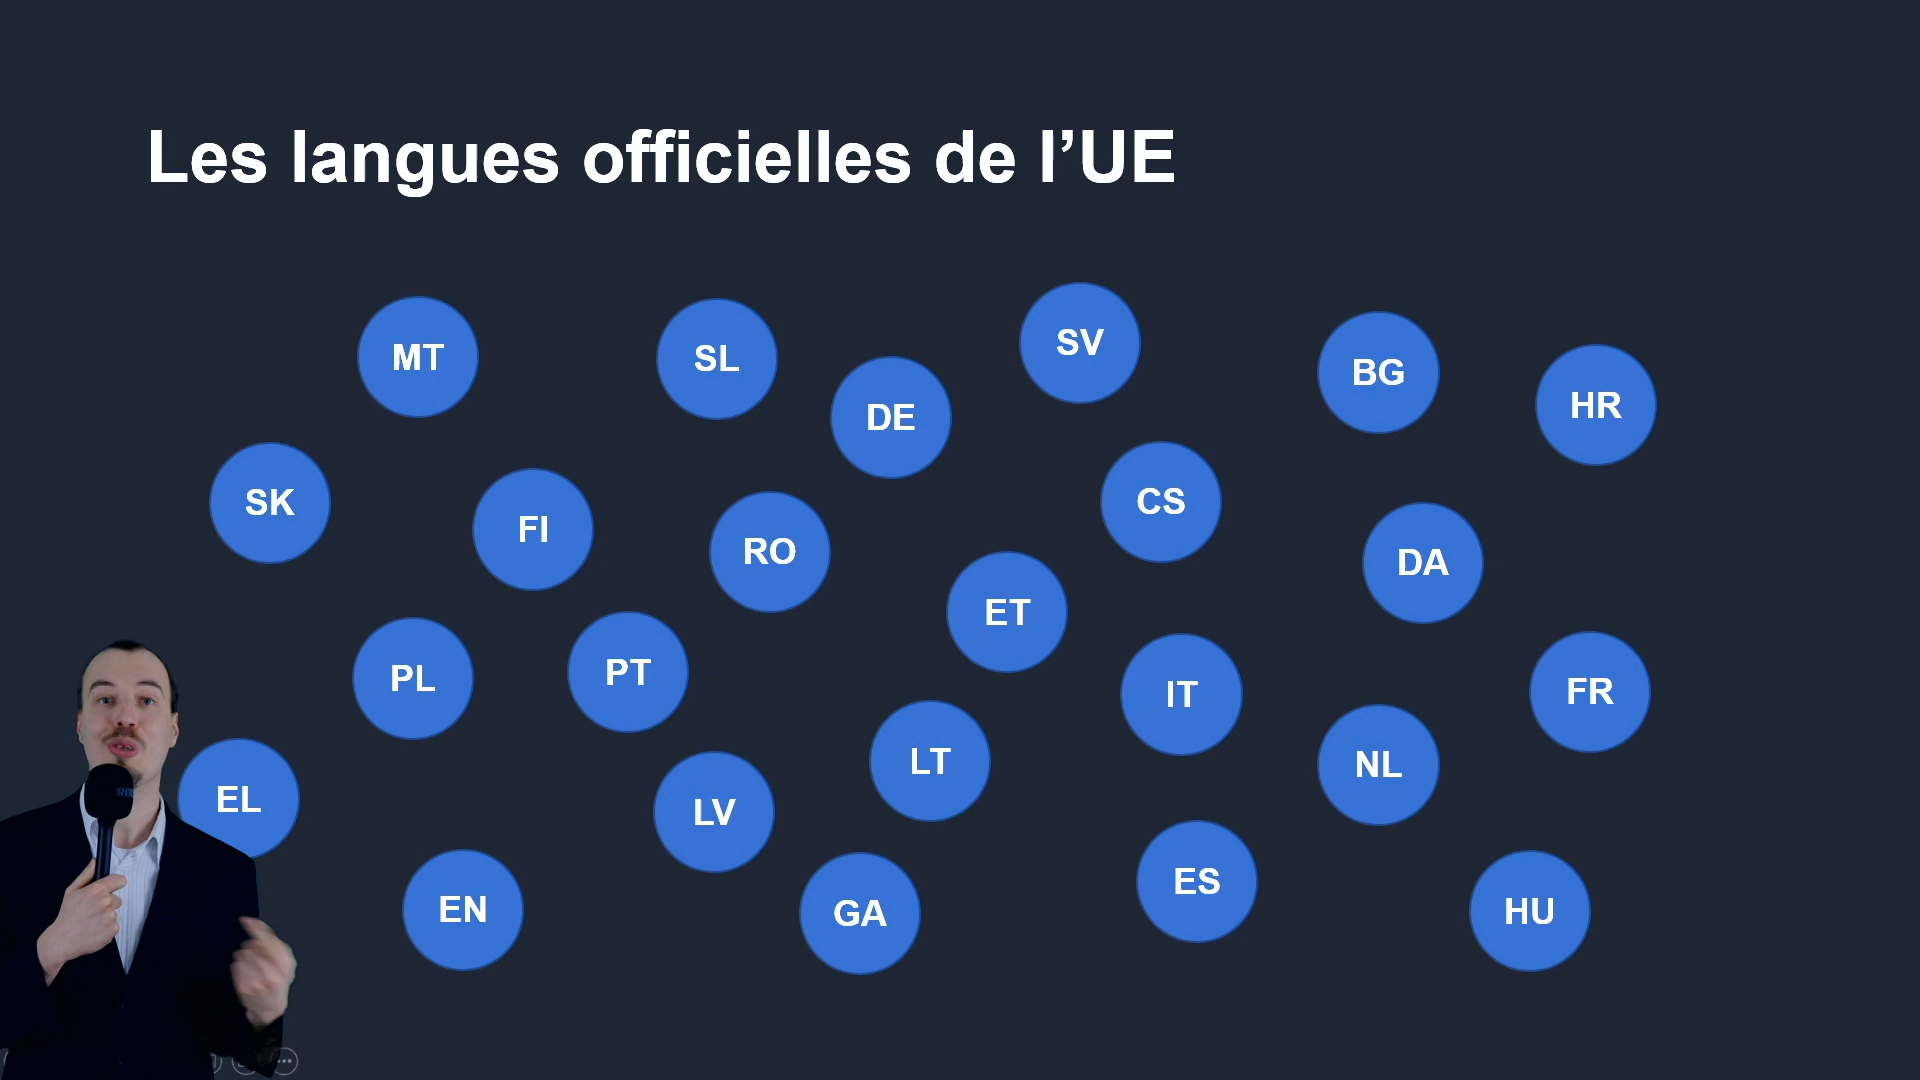 Les langues officielles de l’UE
MT
SL
DE
SV
BG
HR
SK
FI
RO
CS
DA
ET
PL
PT
IT
FR
EL
LV
LT
NL
EN
GA
ES
HU